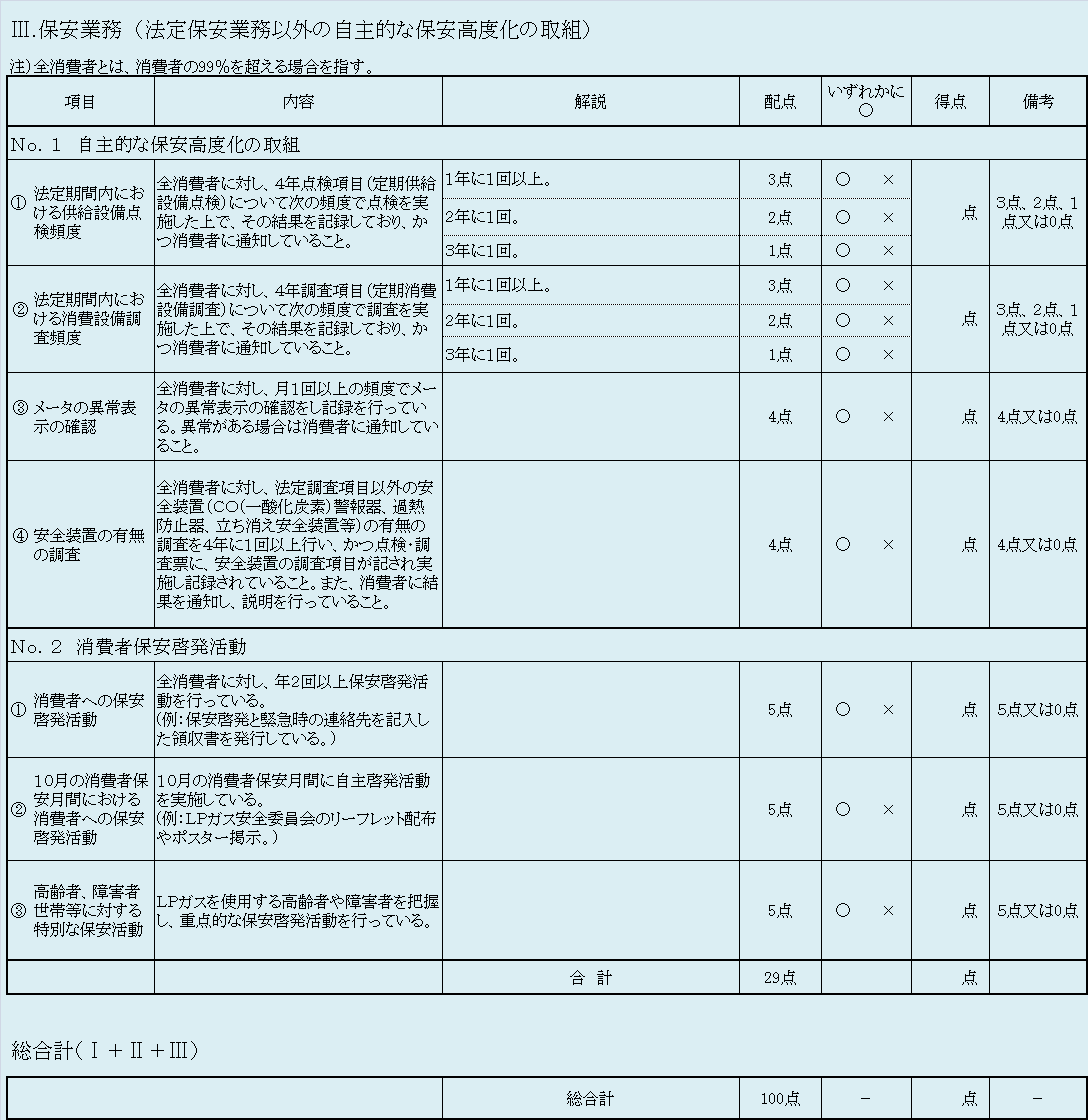 Ⅲ.保安業務（法定保安業務以外の自主的な保安高度化の取組）
注）全消費者とは、消費者の99％を超える場合を指す。
項目
内容
解説
配点
いずれかに
○
得点
備考
No.１　自主的な保安高度化の取組
①
法定期間内にお
ける供給設備点
検頻度
全消費者に対し、4年点検項目（定期供給
設備点検）について次の頻度で点検を実
施した上で、その結果を記録しており、か
つ消費者に通知していること。
1年に1回以上。
3点
○　×
2年に1回。
2点
○　×
3年に1回。
1点
○　×
点
3点、2点、1
点又は0点
②
法定期間内にお
ける消費設備調
査頻度
全消費者に対し、4年調査項目（定期消費
設備調査）について次の頻度で調査を実
施した上で、その結果を記録しており、か
つ消費者に通知していること。
1年に1回以上。
3点
○　×
2年に1回。
2点
○　×
3年に1回。
1点
○　×
点
3点、2点、1
点又は0点
③
メータの異常表
示の確認
全消費者に対し、月1回以上の頻度でメー
タの異常表示の確認をし記録を行ってい
る。異常がある場合は消費者に通知してい
ること。
4点
○　×
点
4点又は0点
④
安全装置の有無
の調査
全消費者に対し、法定調査項目以外の安
全装置（CO（一酸化炭素）警報器、過熱
防止器、立ち消え安全装置等）の有無の
調査を4年に1回以上行い、かつ点検・調
査票に、安全装置の調査項目が記され実
施し記録されていること。また、消費者に結
果を通知し、説明を行っていること。
4点
○　×
点
4点又は0点
No.２　消費者保安啓発活動
①
消費者への保安
啓発活動
全消費者に対し、年2回以上保安啓発活
動を行っている。
（例：保安啓発と緊急時の連絡先を記入し
た領収書を発行している。）
5点
○　×
点
5点又は0点
②
10月の消費者保
安月間における
消費者への保安
啓発活動
10月の消費者保安月間に自主啓発活動
を実施している。
（例：LPガス安全委員会のリーフレット配布
やポスター掲示。）
5点
○　×
点
5点又は0点
③
高齢者、障害者
世帯等に対する
特別な保安活動
LPガスを使用する高齢者や障害者を把握
し、重点的な保安啓発活動を行っている。
5点
○　×
点
5点又は0点
合　計
29点
点
総合計（Ⅰ＋Ⅱ＋Ⅲ）
総合計
100点
－
点
－